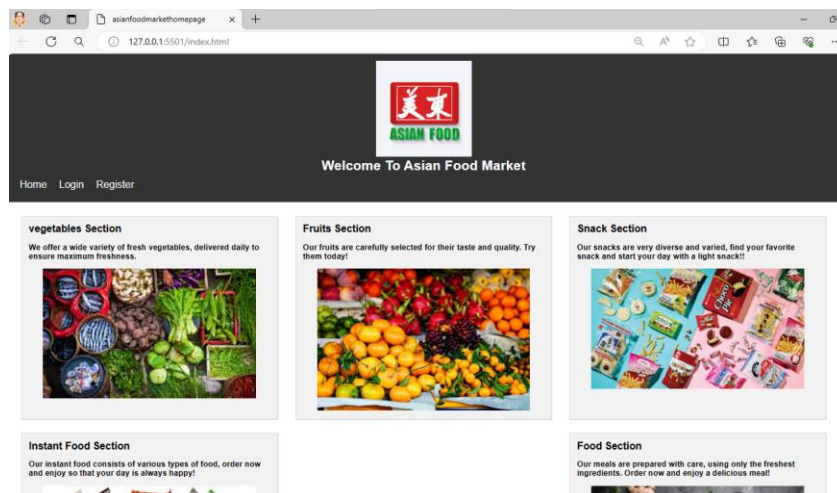 asianfoodmarkethomepage
127.0.0.1:5501/index.html
美東
ASIAN FOOD
Welcome To Asian Food Market
Home Login Register
vegetables Section
We offer a wide variety of fresh vegetables, delivered daily to
ensure maximum freshness.
Fruits Section
Our fruits are carefully selected for their taste and quality. Try
them today!
Snack Section
Our snacks are very diverse and varied, find your favorite
snack and start your day with a light snack!!
Choco
Pie
Instant Food Section
Our instant food consists of various types of food, order now
and enjoy so that your day is always happy!
Food Section
Our meals are prepared with care, using only the freshest
ingredients. Order now and enjoy a delicious meal!